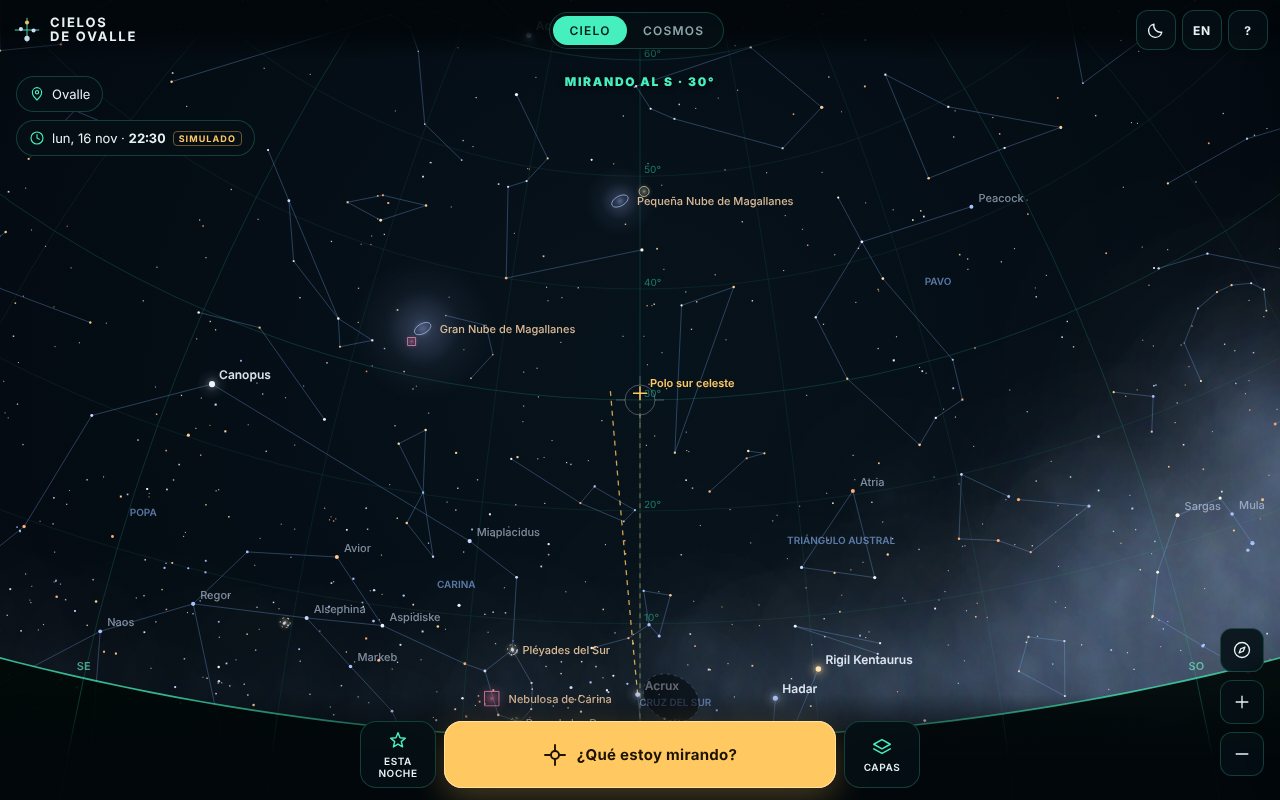 CIELOS
DE OVALLE
CIELO
COSMOS
EN
?
60°
MIRANDO AL S · 30°
Ovalle
lun, 16 nov · 22:30 SIMULADO
50°
Pequeña Nube de Magallanes
Peacock
40°
PAVO
Gran Nube de Magallanes
Canopus
Polo sur celeste
30°
20°
Atria
POPA
Sargas
Miaplacidus
TRIÁNGULO AUSTRAL
Avior
CARINA
Regor
Alsephina
Aspidiske
10°
Naos
Markeb
Pléyades del Sur
Rigil Kentaurus
SE
SO
Acrux
Hadar
Nebulosa de Carina
CRUZ DEL SUR
ESTA
NOCHE
¿Qué estoy mirando?
CAPAS